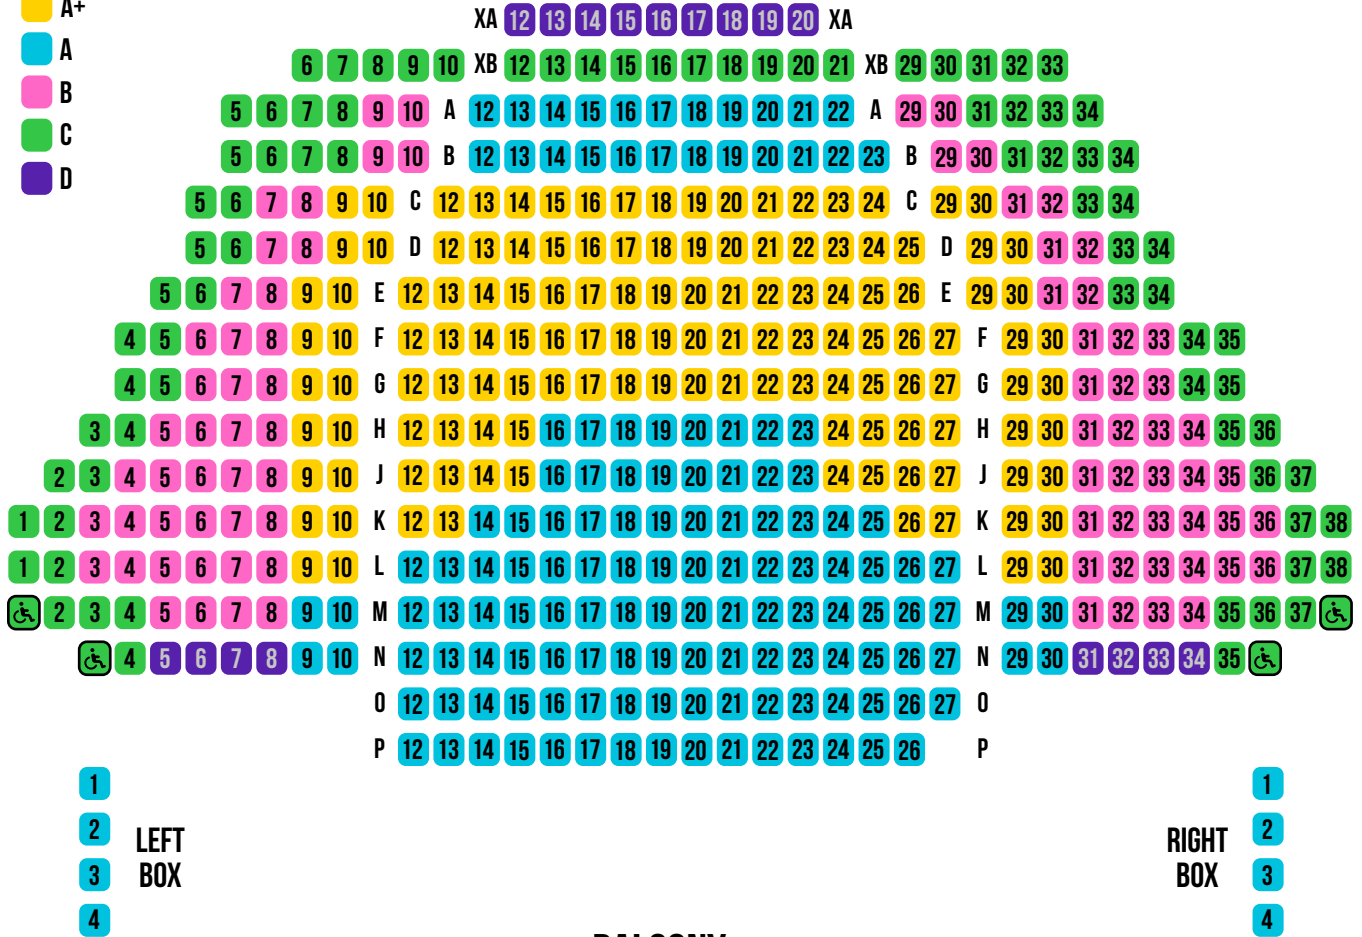 A+
XA 12 13 14 15 16 17 18 19 20 XA
A
6 7 8 9 10 XB 12 13 14 15 16 17 18 19 20 21 XB 29 30 31 32 33
B
5 6 7 8 9 10 A 12 13 14 15 16 17 18 19 20 21 22 A 29 30 31 32 33 34
C
5 6 7 8 9 10 B 12 13 14 15 16 17 18 19 20 21 22 23 B 29 30 31 32 33 34
D
5 6 7 8 9 10 C 12 13 14 15 16 17 18 19 20 21 22 23 24 C 29 30 31 32 33 34
5 6 7 8 9 10 D 12 13 14 15 16 17 18 19 20 21 22 23 24 25 D 29 30 31 32 33 34
5 6 7 8 9 10 E 12 13 14 15 16 17 18 19 20 21 22 23 24 25 26 E 29 30 31 32 33 34
4 5 6 7 8 9 10 F 12 13 14 15 16 17 18 19 20 21 22 23 24 25 26 27 F 29 30 31 32 33 34 35
4 5 6 7 8 9 10 G 12 13 14 15 16 17 18 19 20 21 22 23 24 25 26 27 G 29 30 31 32 33 34 35
3 4 5 6 7 8 9 10 H 12 13 14 15 16 17 18 19 20 21 22 23 24 25 26 27 H 29 30 31 32 33 34 35 36
2 3 4 5 6 7 8 9 10 J 12 13 14 15 16 17 18 19 20 21 22 23 24 25 26 27 J 29 30 31 32 33 34 35 36 37
1 2 3 4 5 6 7 8 9 10 K 12 13 14 15 16 17 18 19 20 21 22 23 24 25 26 27 K 29 30 31 32 33 34 35 36 37 38
1 2 3 4 5 6 7 8 9 10 L 12 13 14 15 16 17 18 19 20 21 22 23 24 25 26 27 L 29 30 31 32 33 34 35 36 37 38
2 3 4 5 6 7 8 9 10 M 12 13 14 15 16 17 18 19 20 21 22 23 24 25 26 27 M 29 30 31 32 33 34 35 36 37
4 5 6 7 8 9 10 N 12 13 14 15 16 17 18 19 20 21 22 23 24 25 26 27 N 29 30 31 32 33 34 35
O 12 13 14 15 16 17 18 19 20 21 22 23 24 25 26 27 O
P 12 13 14 15 16 17 18 19 20 21 22 23 24 25 26 P
1 1
2 2
LEFT RIGHT
BOX BOX
3 3
4 4
BALCONY